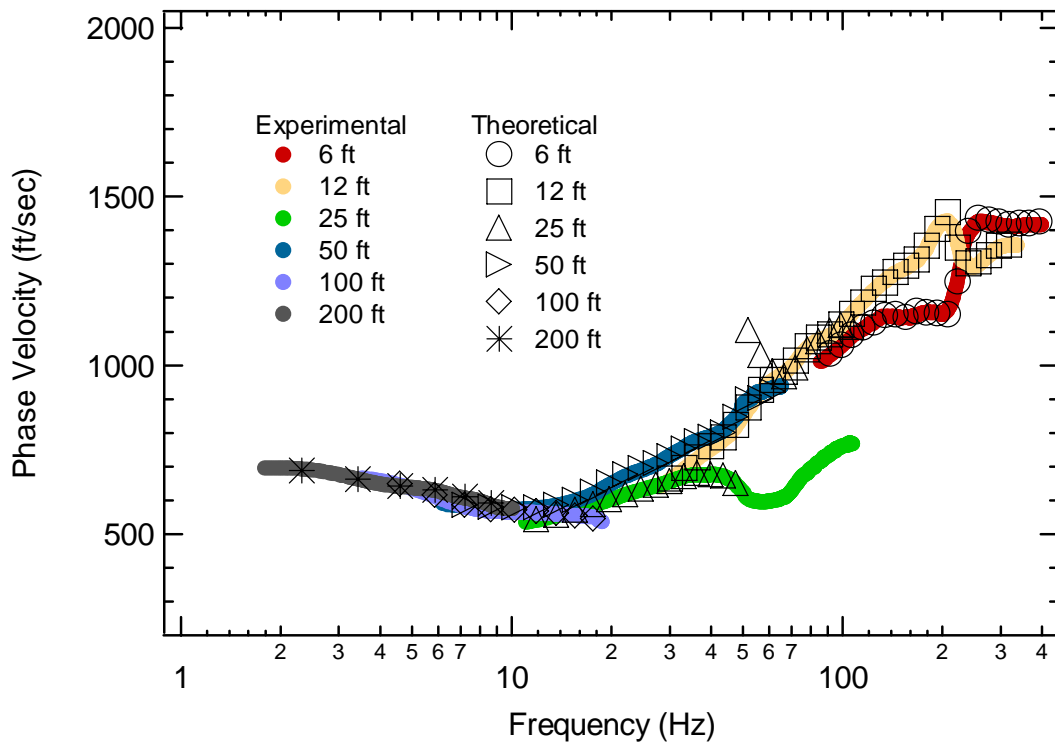 2000
1500
1000
500
Phase Velocity (ft/sec)
Experimental
6 ft
12 ft
25 ft
50 ft
100 ft
200 ft
Theoretical
6 ft
12 ft
25 ft
50 ft
100 ft
200 ft
2 3 4 5 6 7 2 3 4 5 6 7 2 3 4
1 10 100
Frequency (Hz)